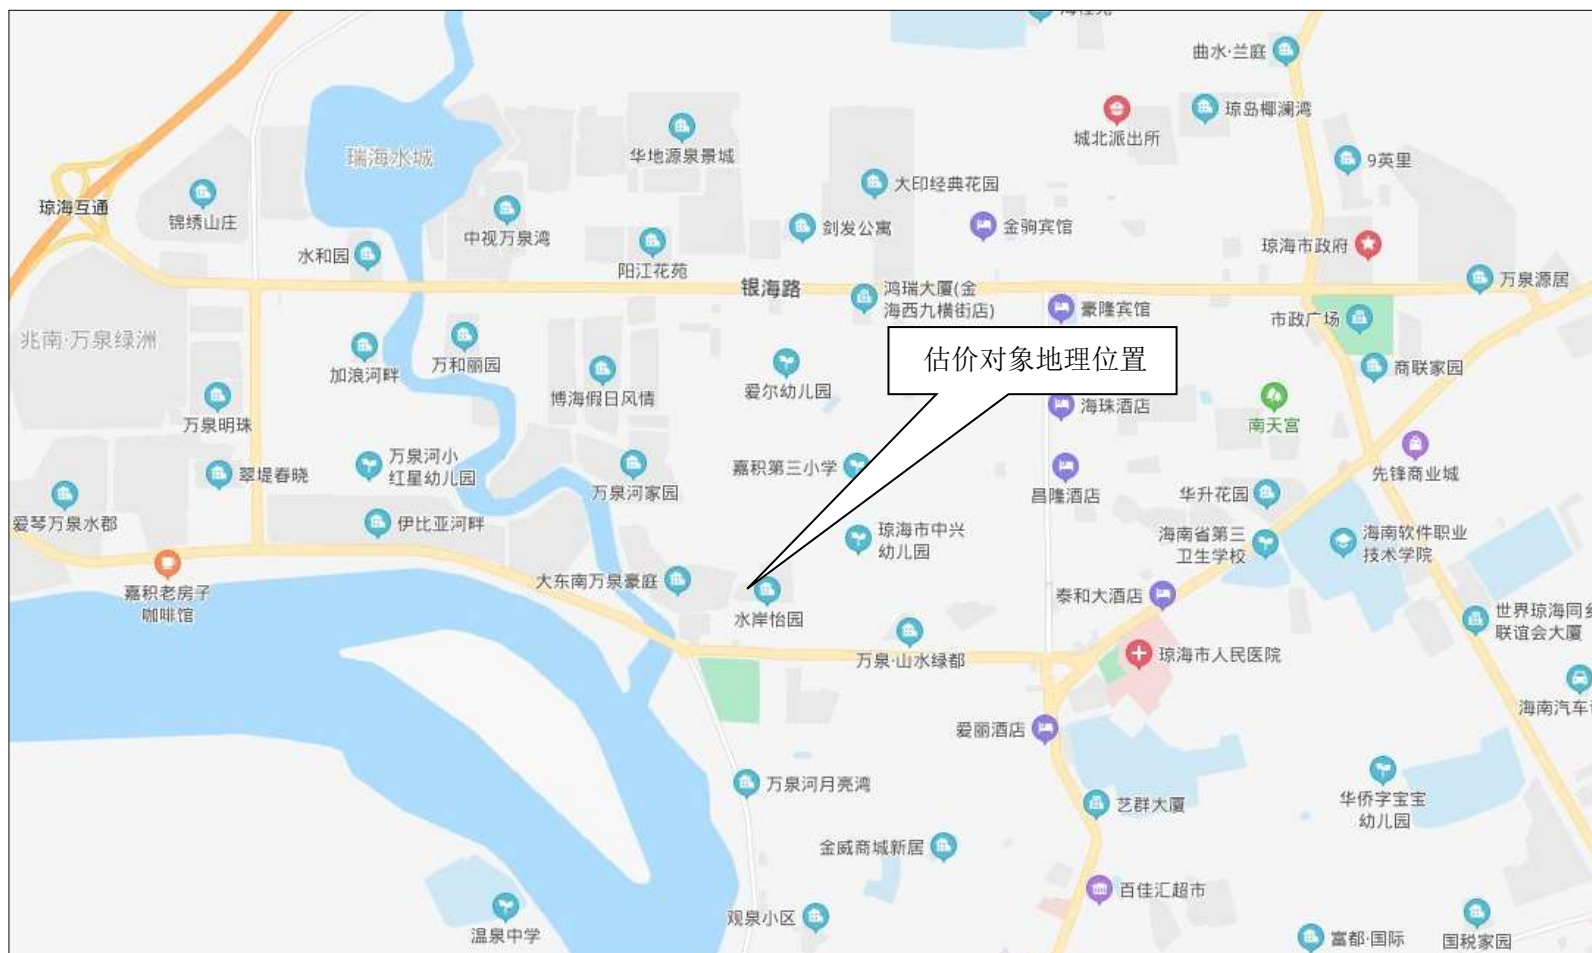 曲水·兰庭
琼岛椰澜湾
城北派出所
华地源泉景城
瑞海水城
9英里
大印经典花园
锦绣山庄
琼海互通
剑发公寓
金驹宾馆
中视万泉湾
琼海市政府
水和园
阳江花苑
万泉源居
银海路
鸿瑞大厦(金
海西九横街店)
豪隆宾馆
市政广场
兆南·万泉绿洲
估价对象地理位置
万和丽园
加浪河畔
商联家园
爱尔幼儿园
博海假日风情
海珠酒店
万泉明珠
南天宫
万泉河小
红星幼儿园
嘉积第三小学
翠堤春晓
先锋商业城
万泉河家园
昌隆酒店
华升花园
爱琴万泉水郡
伊比亚河畔
琼海市中兴
幼儿园
海南省第三
卫生学校
海南软件职业
技术学院
大东南万泉豪庭
嘉积老房子
咖啡馆
泰和大酒店
水岸怡园
世界琼海同乡
联谊会大厦
万泉·山水绿都
琼海市人民医院
海南汽车
爱丽酒店
万泉河月亮湾
艺群大厦
华侨字宝宝
幼儿园
金威商城新居
百佳汇超市
观泉小区
温泉中学
富都·国际
国税家园